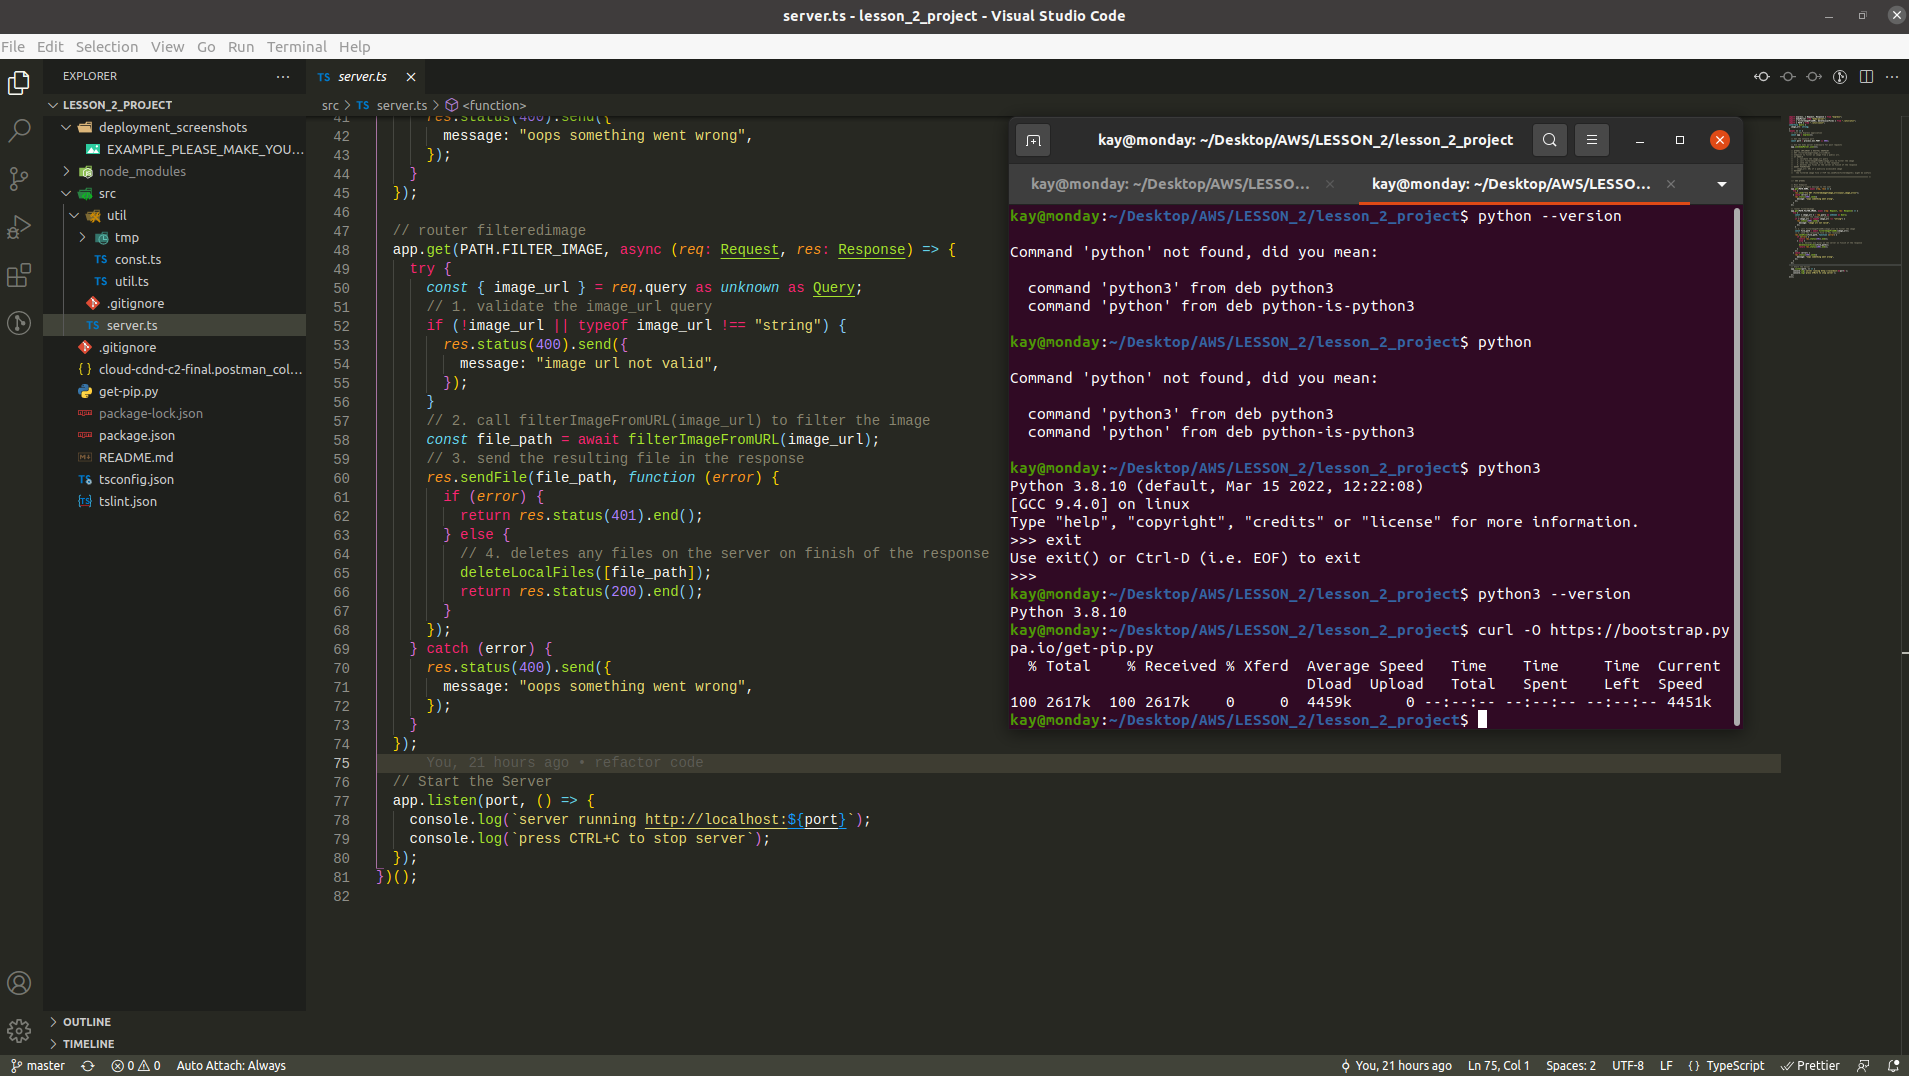 server.ts - lesson_2_project - Visual Studio Code
File Edit Selection View Go Run Terminal Help
EXPLORER
LESSON_2_PROJECT
deployment_screenshots
EXAMPLE_PLEASE_MAKE_YOU...
node_modules
src
util
tmp
const.ts
util.ts
.gitignore
server.ts
.gitignore
cloud-cdnd-c2-final.postman_col...
get-pip.py
package-lock.json
package.json
README.md
tsconfig.json
tslint.json
OUTLINE
TIMELINE
TS server.ts
src > TS server.ts > <function>
41 res.status(400).send({
42 message: "oops something went wrong",
43 });
44 }
45 });
46
47 // router filteredimage
48 app.get(PATH.FILTER_IMAGE, async (req: Request, res: Response) => {
49 try {
50 const { image_url } = req.query as unknown as Query;
51 // 1. validate the image_url query
52 if (!image_url || typeof image_url !== "string") {
53 res.status(400).send({
54 message: "image url not valid",
55 });
56 }
57 // 2. call filterImageFromURL(image_url) to filter the image
58 const file_path = await filterImageFromURL(image_url);
59 // 3. send the resulting file in the response
60 res.sendFile(file_path, function (error) {
61 if (error) {
62 return res.status(401).end();
63 } else {
64 // 4. deletes any files on the server on finish of the response
65 deleteLocalFiles([file_path]);
66 return res.status(200).end();
67 }
68 });
69 } catch (error) {
70 res.status(400).send({
71 message: "oops something went wrong",
72 });
73 }
74 });
75 You, 21 hours ago • refactor code
76 // Start the Server
77 app.listen(port, () => {
78 console.log(`server running http://localhost:${port}`);
79 console.log(`press CTRL+C to stop server`);
80 });
81 })();
82
kay@monday: ~/Desktop/AWS/LESSON_2/lesson_2_project
kay@monday: ~/Desktop/AWS/LESSO...
kay@monday: ~/Desktop/AWS/LESSO...
kay@monday:~/Desktop/AWS/LESSON_2/lesson_2_project$ python --version
Command 'python' not found, did you mean:
command 'python3' from deb python3
command 'python' from deb python-is-python3
kay@monday:~/Desktop/AWS/LESSON_2/lesson_2_project$ python
Command 'python' not found, did you mean:
command 'python3' from deb python3
command 'python' from deb python-is-python3
kay@monday:~/Desktop/AWS/LESSON_2/lesson_2_project$ python3
Python 3.8.10 (default, Mar 15 2022, 12:22:08)
[GCC 9.4.0] on linux
Type "help", "copyright", "credits" or "license" for more information.
>>> exit
Use exit() or Ctrl-D (i.e. EOF) to exit
>>>
kay@monday:~/Desktop/AWS/LESSON_2/lesson_2_project$ python3 --version
Python 3.8.10
kay@monday:~/Desktop/AWS/LESSON_2/lesson_2_project$ curl -O https://bootstrap.py
pa.io/get-pip.py
% Total % Received % Xferd Average Speed Time Time Time Current
Dload Upload Total Spent Left Speed
100 2617k 100 2617k 0 0 4459k 0 --:--:-- --:--:-- --:--:-- 4451k
kay@monday:~/Desktop/AWS/LESSON_2/lesson_2_project$
master 0 0 Auto Attach: Always You, 21 hours ago Ln 75, Col 1 Spaces: 2 UTF-8 LF {} TypeScript Prettier